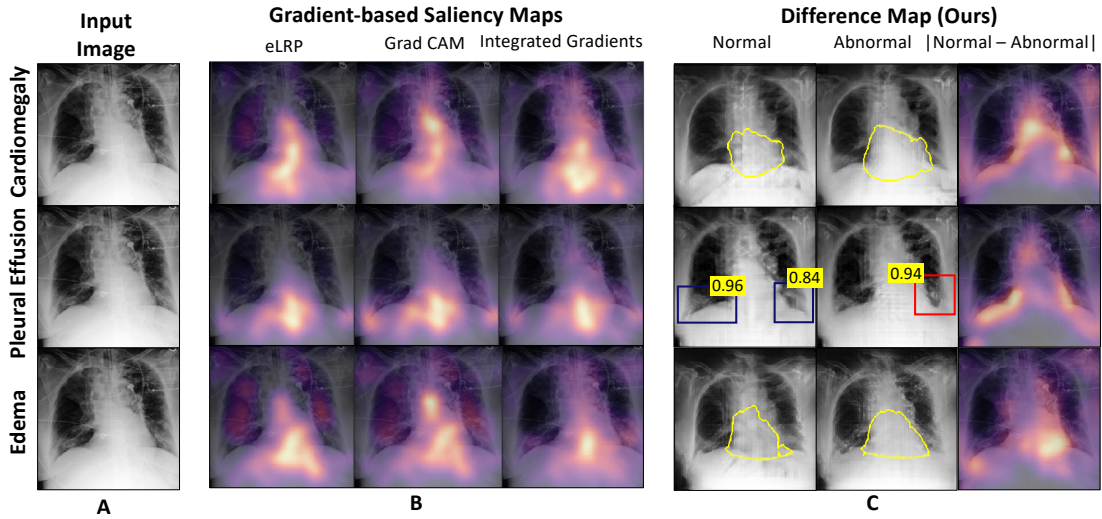 Input
Image
Gradient-based Saliency Maps
eLRP
Grad CAM
Integrated Gradients
Difference Map (Ours)
Normal
Abnormal
|Normal – Abnormal|
Cardiomegaly
Pleural Effusion
0.96
0.84
0.94
Edema
A
B
C